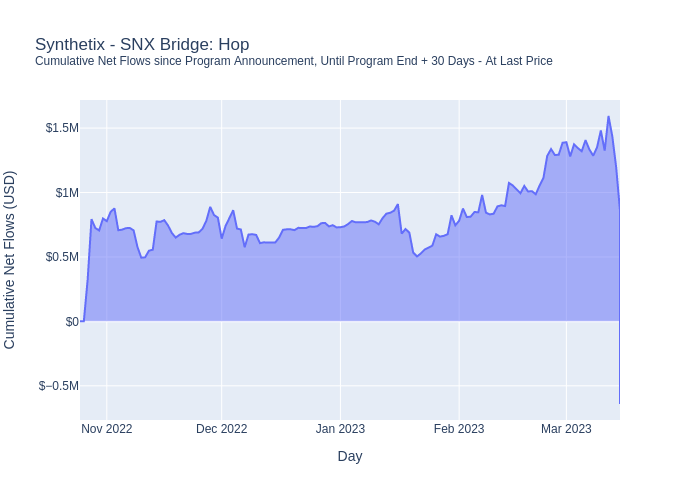 Synthetix - SNX Bridge: Hop
Cumulative Net Flows since Program Announcement, Until Program End + 30 Days - At Last Price
Cumulative Net Flows (USD)
$1.5M
$1M
$0.5M
$0
$−0.5M
Nov 2022
Dec 2022
Jan 2023
Feb 2023
Mar 2023
Day